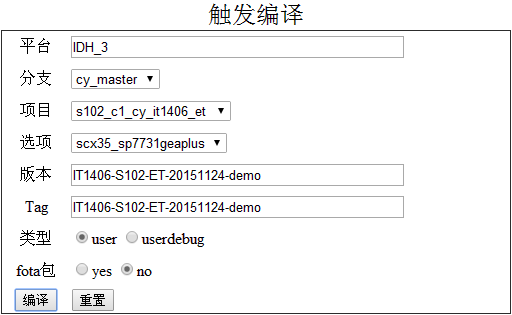 触发编译
平台 IDH_3
分支 cy_master
项目 s102_c1_cy_it1406_et
选项 scx35_sp7731geaplus
版本 IT1406-S102-ET-20151124-demo
Tag IT1406-S102-ET-20151124-demo
类型 user userdebug
fota包 yes no
编译 重置